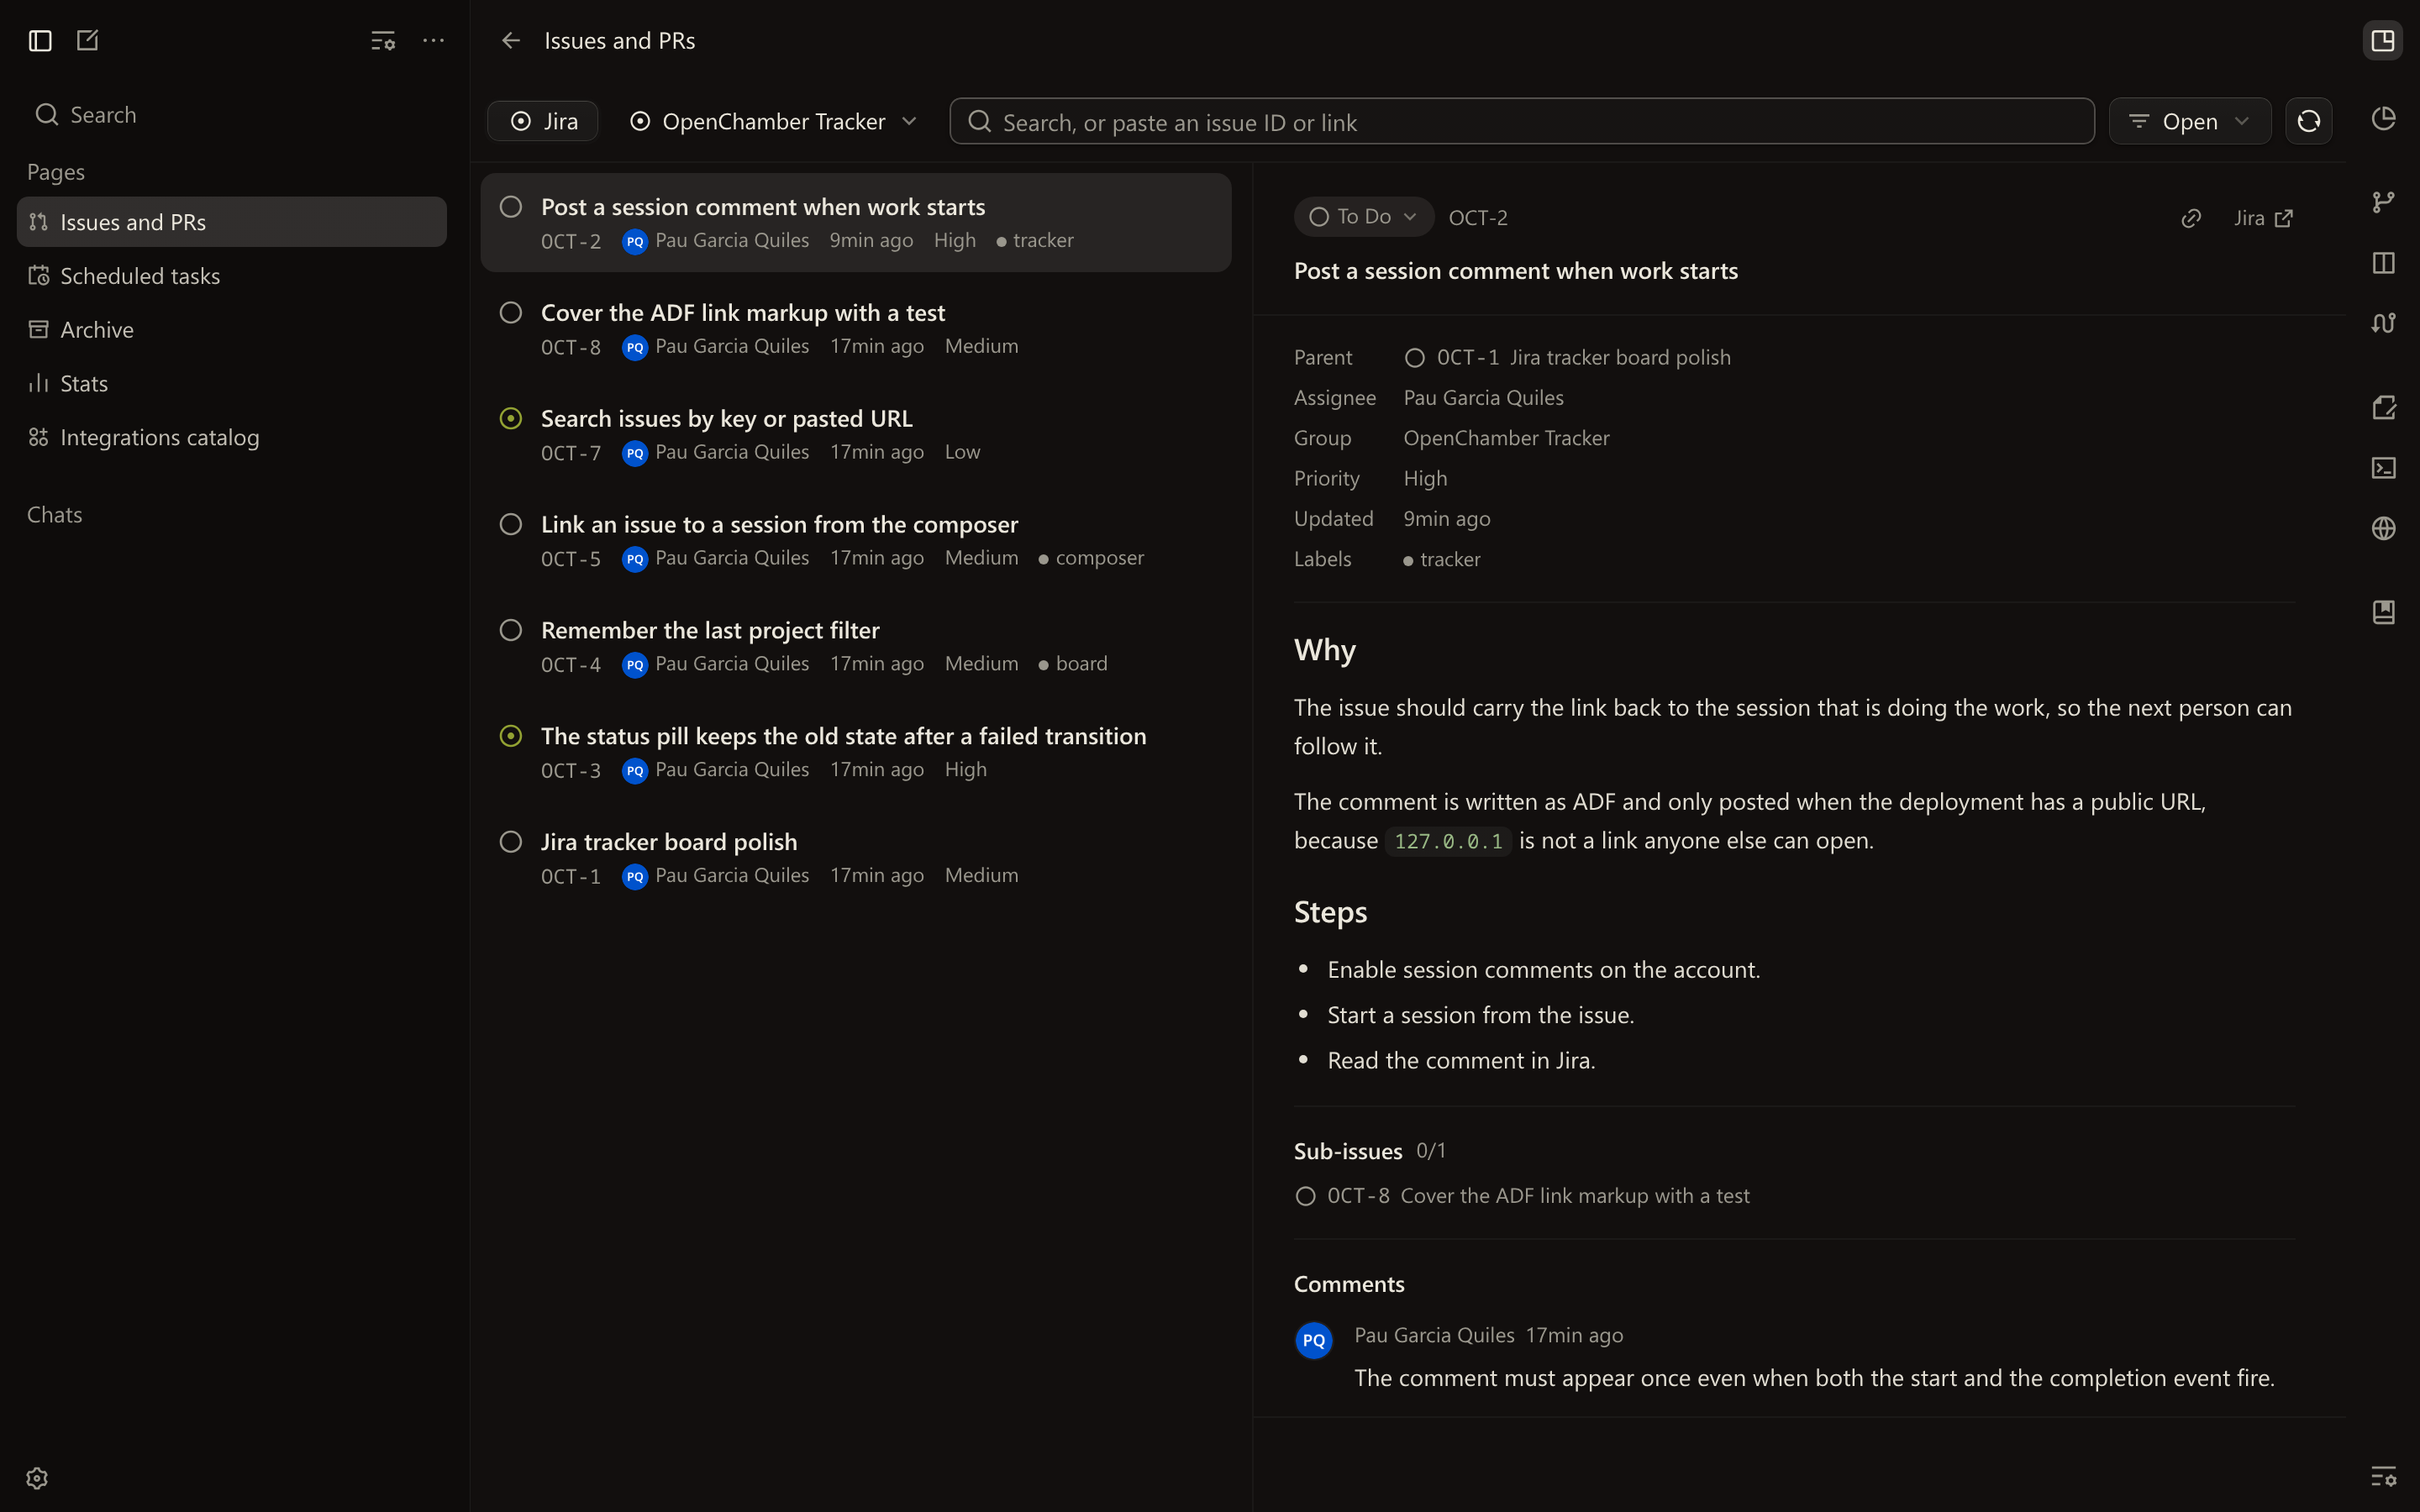 Issues and PRs
Search
Pages
Issues and PRs
Scheduled tasks
Archive
Stats
Integrations catalog
Chats
Jira
OpenChamber Tracker
Search, or paste an issue ID or link
Open
Post a session comment when work starts
OCT-2 PQ Pau Garcia Quiles 9min ago High tracker
Cover the ADF link markup with a test
OCT-8 PQ Pau Garcia Quiles 17min ago Medium
Search issues by key or pasted URL
OCT-7 PQ Pau Garcia Quiles 17min ago Low
Link an issue to a session from the composer
OCT-5 PQ Pau Garcia Quiles 17min ago Medium composer
Remember the last project filter
OCT-4 PQ Pau Garcia Quiles 17min ago Medium board
The status pill keeps the old state after a failed transition
OCT-3 PQ Pau Garcia Quiles 17min ago High
Jira tracker board polish
OCT-1 PQ Pau Garcia Quiles 17min ago Medium
To Do OCT-2 Jira
Post a session comment when work starts
Parent OCT-1 Jira tracker board polish
Assignee Pau Garcia Quiles
Group OpenChamber Tracker
Priority High
Updated 9min ago
Labels tracker
Why
The issue should carry the link back to the session that is doing the work, so the next person can
follow it.
The comment is written as ADF and only posted when the deployment has a public URL,
because 127.0.0.1 is not a link anyone else can open.
Steps
• Enable session comments on the account.
• Start a session from the issue.
• Read the comment in Jira.
Sub-issues 0/1
OCT-8 Cover the ADF link markup with a test
Comments
PQ Pau Garcia Quiles 17min ago
The comment must appear once even when both the start and the completion event fire.